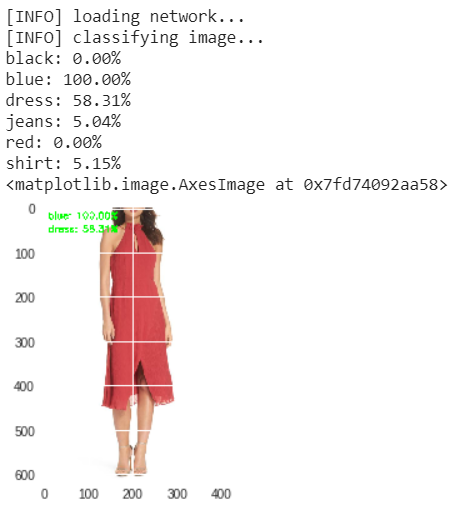 [INFO] loading network...
[INFO] classifying image...
black: 0.00%
blue: 100.00%
dress: 58.31%
jeans: 5.04%
red: 0.00%
shirt: 5.15%
<matplotlib.image.AxesImage at 0x7fd74092aa58>
0
blue: 100.00%
dress: 58.31%
100
200
300
400
500
600
0 100 200 300 400